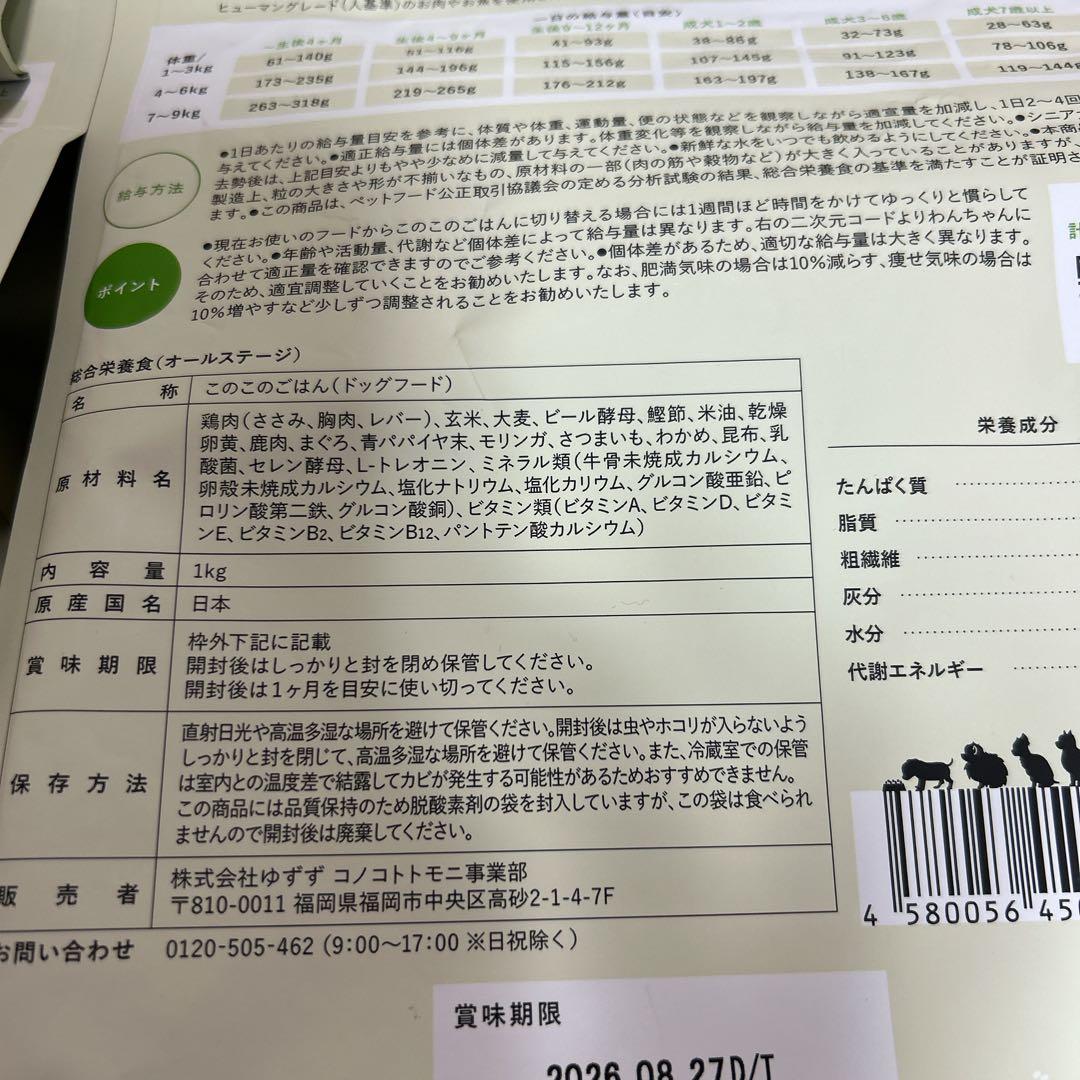 ヒューマングレード(人基準)のお肉やお魚を使用
一日の給与量(目安)
体重/ ～生後4ヶ月 生後4～6ヶ月 生後6～12ヶ月 成犬1～2歳 成犬3～6歳 成犬7歳以上
1～3kg 61～140g 51～116g 41～93g 38～86g 32～73g 28～63g
4～6kg 173～235g 144～196g 115～156g 107～145g 91～123g 78～106g
7～9kg 263～318g 219～265g 176～212g 163～197g 138～167g 119～144g
給与方法
●1日あたりの給与量目安を参考に、体質や体重、運動量、便の状態などを観察しながら適宜量を加減し、1日2～4回
与えてください。●適正給与量には個体差があります。体重変化等を観察しながら給与量を加減してください。●シニア
去勢後は、上記目安よりもやや少なめに減量して与えてください。●新鮮な水をいつでも飲めるようにしてください。●本商
製造上、粒の大きさや形が不揃いなもの、原材料の一部(肉の筋や穀物など)が大きく入っていることがありますが、
ます。●この商品は、ペットフード公正取引協議会の定める分析試験の結果、総合栄養食の基準を満たすことが証明さ
ポイント
●現在お使いのフードからこのこのごはんに切り替える場合には1週間ほど時間をかけてゆっくりと慣らして
ください。●年齢や活動量、代謝など個体差によって給与量は異なります。右の二次元コードよりわんちゃんに
合わせて適正量を確認できますのでご参考ください。●個体差があるため、適切な給与量は大きく異なります。
そのため、適宜調整していくことをお勧めいたします。なお、肥満気味の場合は10%減らす、痩せ気味の場合は
10%増やすなど少しずつ調整されることをお勧めいたします。
総合栄養食(オールステージ)
名称 このこのごはん(ドッグフード)
原材料名
鶏肉(ささみ、胸肉、レバー)、玄米、大麦、ビール酵母、鰹節、米油、乾燥
卵黄、鹿肉、まぐろ、青パパイヤ末、モリンガ、さつまいも、わかめ、昆布、乳
酸菌、セレン酵母、L-トレオニン、ミネラル類(牛骨未焼成カルシウム、
卵殻未焼成カルシウム、塩化ナトリウム、塩化カリウム、グルコン酸亜鉛、ピ
ロリン酸第二鉄、グルコン酸銅)、ビタミン類(ビタミンA、ビタミンD、ビタミ
ンE、ビタミンB2、ビタミンB12、パントテン酸カルシウム)
内容量 1kg
原産国名 日本
賞味期限
枠外下記に記載
開封後はしっかりと封を閉め保管してください。
開封後は1ヶ月を目安に使い切ってください。
保存方法
直射日光や高温多湿な場所を避けて保管ください。開封後は虫やホコリが入らないよう
しっかりと封を閉じて、高温多湿な場所を避けて保管ください。また、冷蔵室での保管
は室内との温度差で結露してカビが発生する可能性があるためおすすめできません。
この商品には品質保持のため脱酸素剤の袋を封入していますが、この袋は食べられ
ませんので開封後は廃棄してください。
販売者
株式会社ゆずず コノコトトモニ事業部
〒810-0011 福岡県福岡市中央区高砂2-1-4-7F
お問い合わせ 0120-505-462 (9:00～17:00 ※日祝除く)
栄養成分
たんぱく質
脂質
粗繊維
灰分
水分
代謝エネルギー
4 580056 45
賞味期限
2026.08.27D/T